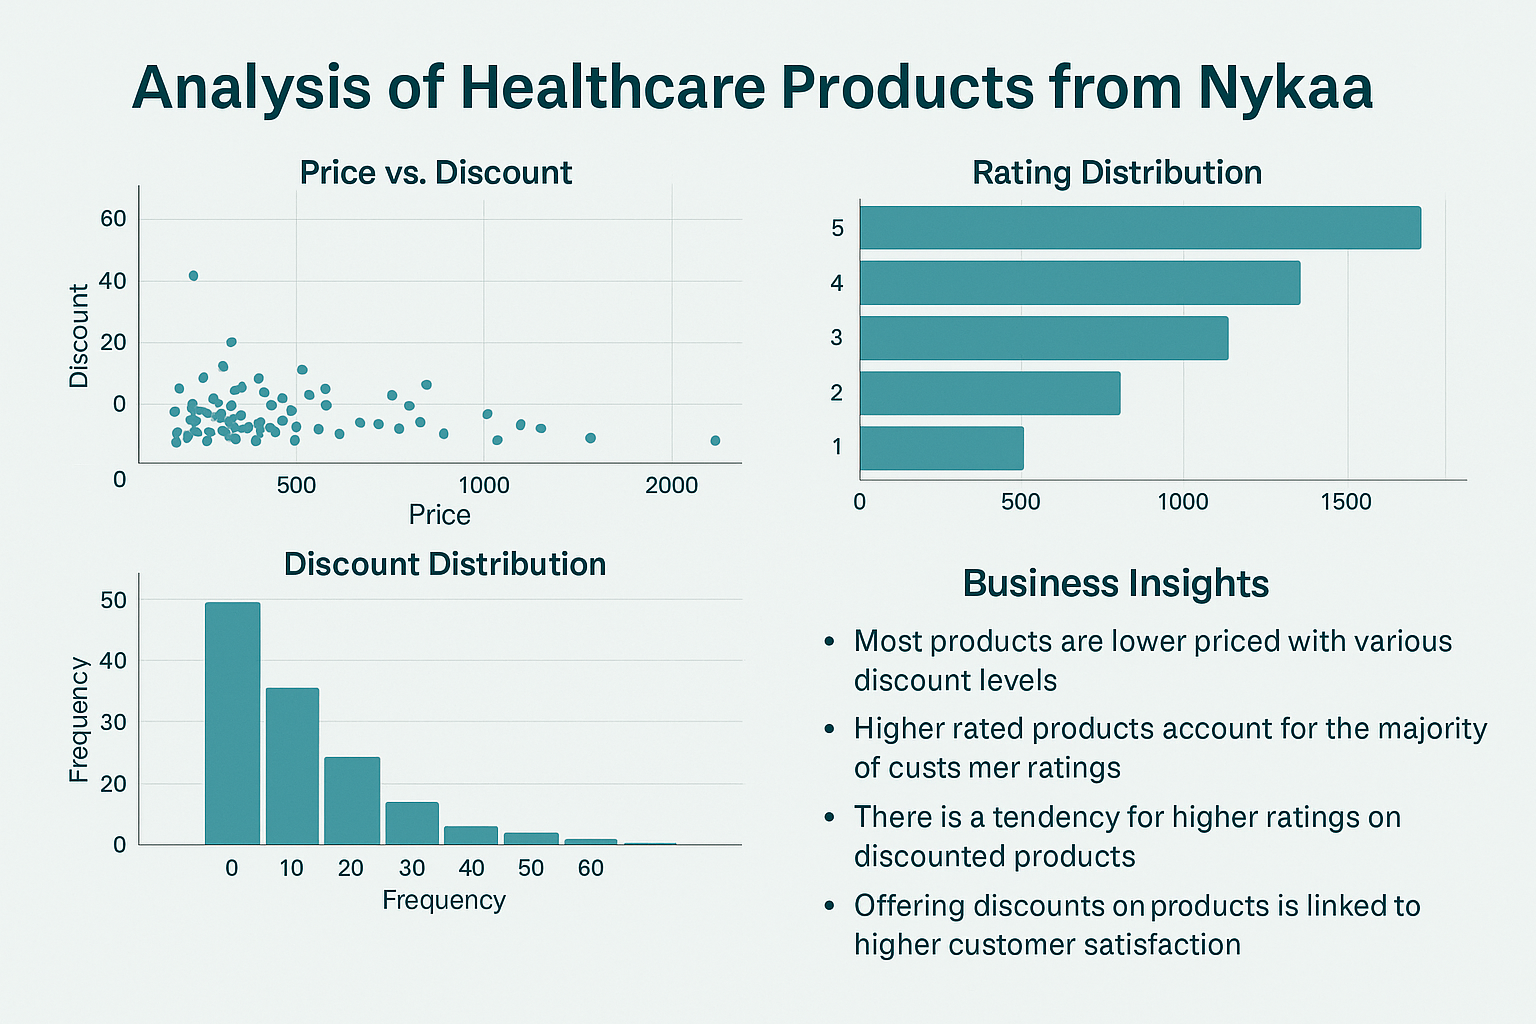 Analysis of Healthcare Products from Nykaa
Price vs. Discount
Discount
60
40
20
0
0
500
1000
2000
Price
Rating Distribution
5
4
3
2
1
0
500
1000
1500
Discount Distribution
Frequency
50
40
30
20
0
0
10
20
30
40
50
60
Frequency
Business Insights
• Most products are lower priced with various
discount levels
• Higher rated products account for the majority
of custs mer ratings
• There is a tendency for higher ratings on
discounted products
• Offering discounts on products is linked to
higher customer satisfaction